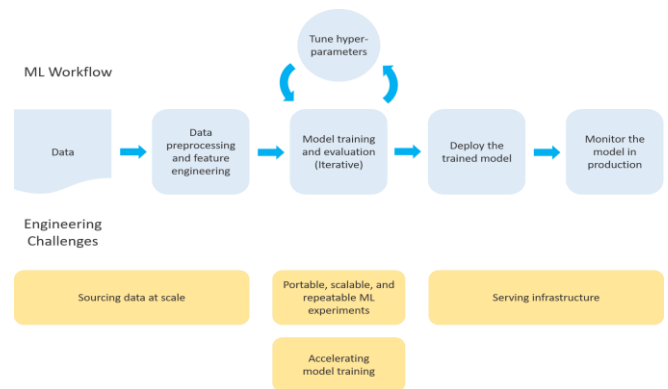 Tune hyper-
parameters
ML Workflow
Data
Data
preprocessing
and feature
engineering
Model training
and evaluation
(Iterative)
Deploy the
trained model
Monitor the
model in
production
Engineering
Challenges
Sourcing data at scale
Portable, scalable, and
repeatable ML
experiments
Serving infrastructure
Accelerating
model training